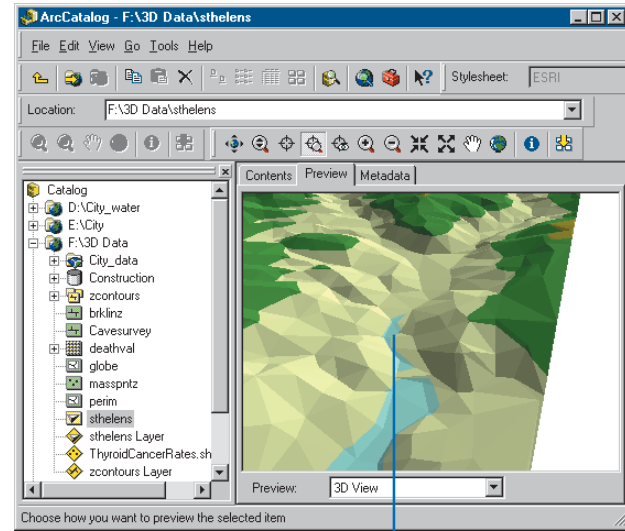 ArcCatalog - F:\3D Data\sthelens
File Edit View Go Tools Help
Stylesheet: ESRI
Location: F:\3D Data\sthelens
Contents Preview Metadata
Catalog
D:\City_water
E:\City
F:\3D Data
City_data
Construction
zcontours
brklinz
Cavesurvey
deathval
globe
masspntz
perim
sthelens
sthelens Layer
ThyroidCancerRates.sh
zcontours Layer
Preview: 3D View
Choose how you want to preview the selected item